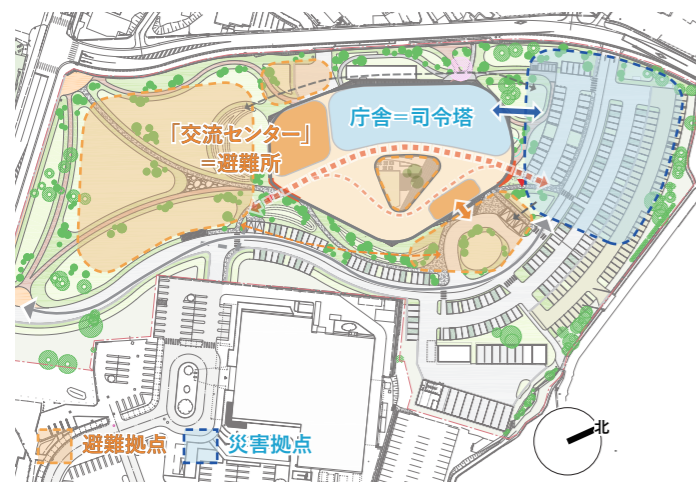 庁舎=司令塔
「交流センター」
=避難所
避難拠点
災害拠点
北